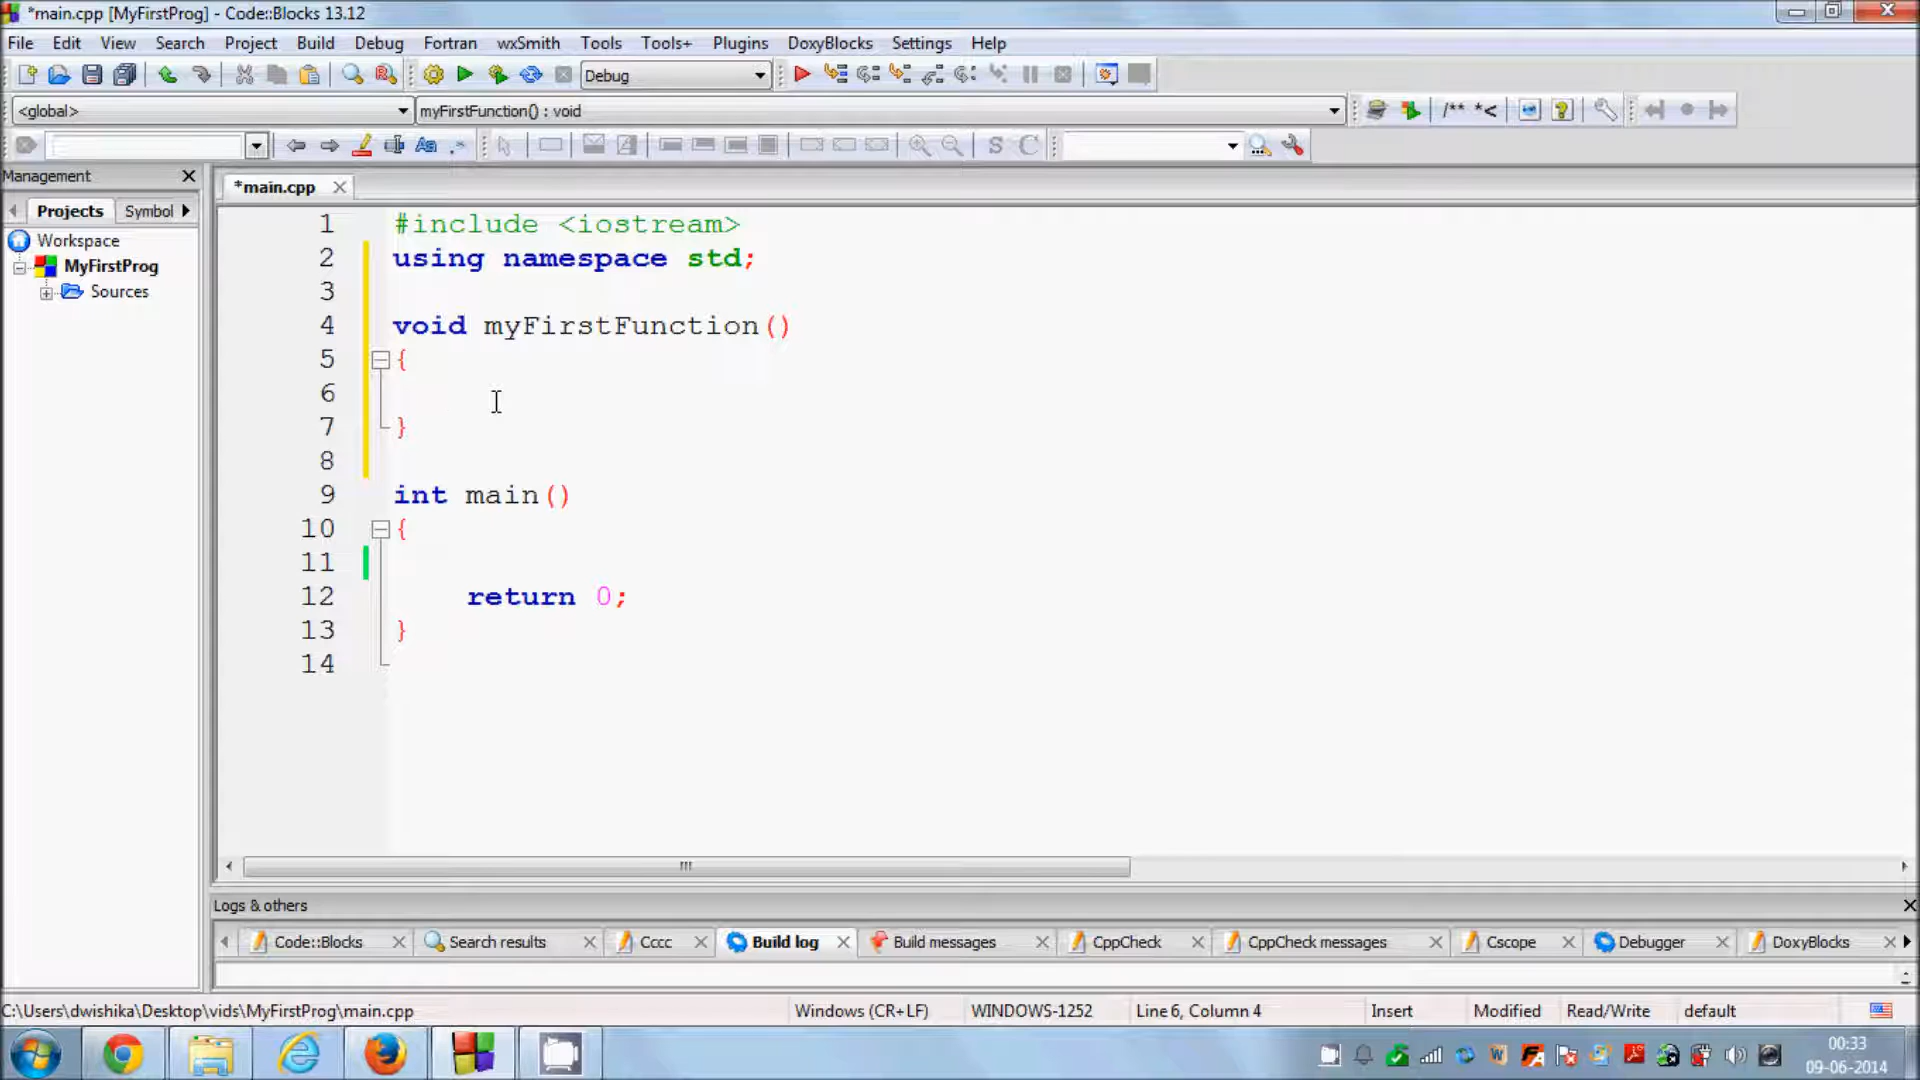 *main.cpp [MyFirstProg] - Code::Blocks 13.12
File Edit View Search Project Build Debug Fortran wxSmith Tools Tools+ Plugins DoxyBlocks Settings Help
Debug
<global> myFirstFunction() : void
/** *<
Management
*main.cpp
Projects Symbol
Workspace
MyFirstProg
Sources
1 #include <iostream>
2 using namespace std;
3
4 void myFirstFunction()
5 {
6
7 }
8
9 int main()
10 {
11
12 return 0;
13 }
14
Logs & others
Code::Blocks Search results Cccc Build log Build messages CppCheck CppCheck messages Cscope Debugger DoxyBlocks
C:\Users\dwishika\Desktop\vids\MyFirstProg\main.cpp Windows (CR+LF) WINDOWS-1252 Line 6, Column 4 Insert Modified Read/Write default
00:33
09-06-2014